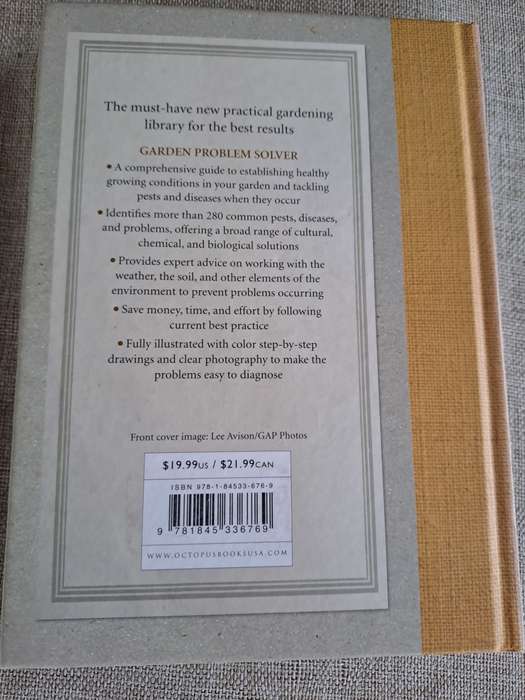 The must-have new practical gardening
library for the best results
GARDEN PROBLEM SOLVER
• A comprehensive guide to establishing healthy
growing conditions in your garden and tackling
pests and diseases when they occur
• Identifies more than 280 common pests, diseases,
and problems, offering a broad range of cultural,
chemical, and biological solutions
• Provides expert advice on working with the
weather, the soil, and other elements of the
environment to prevent problems occurring
• Save money, time, and effort by following
current best practice
• Fully illustrated with color step-by-step
drawings and clear photography to make the
problems easy to diagnose
Front cover image: Lee Avison/GAP Photos
$19.99US / $21.99CAN
ISBN 978-1-84533-676-9
9 781845 336769
WWW.OCTOPUSBOOKSUSA.COM